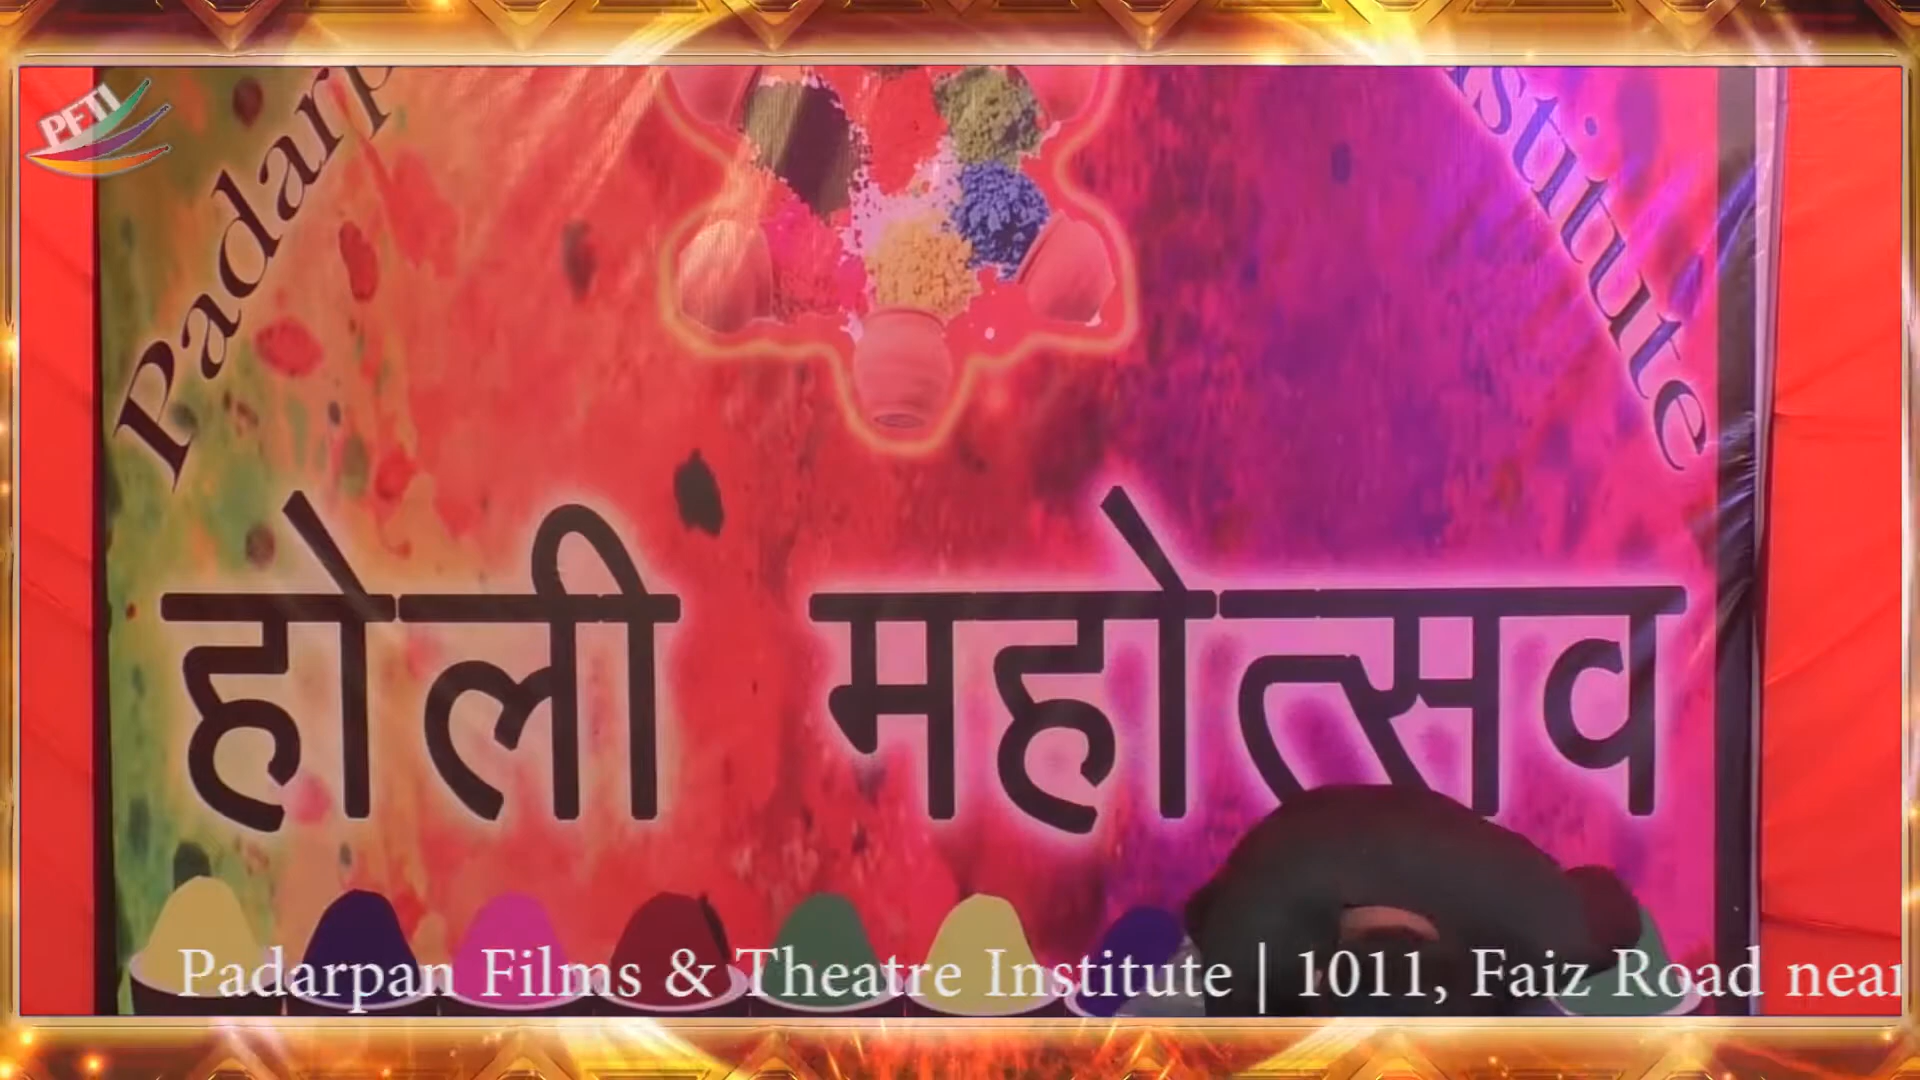 PFTI
Padarp
stitute
होली महोत्सव
Padarpan Films & Theatre Institute | 1011, Faiz Road near